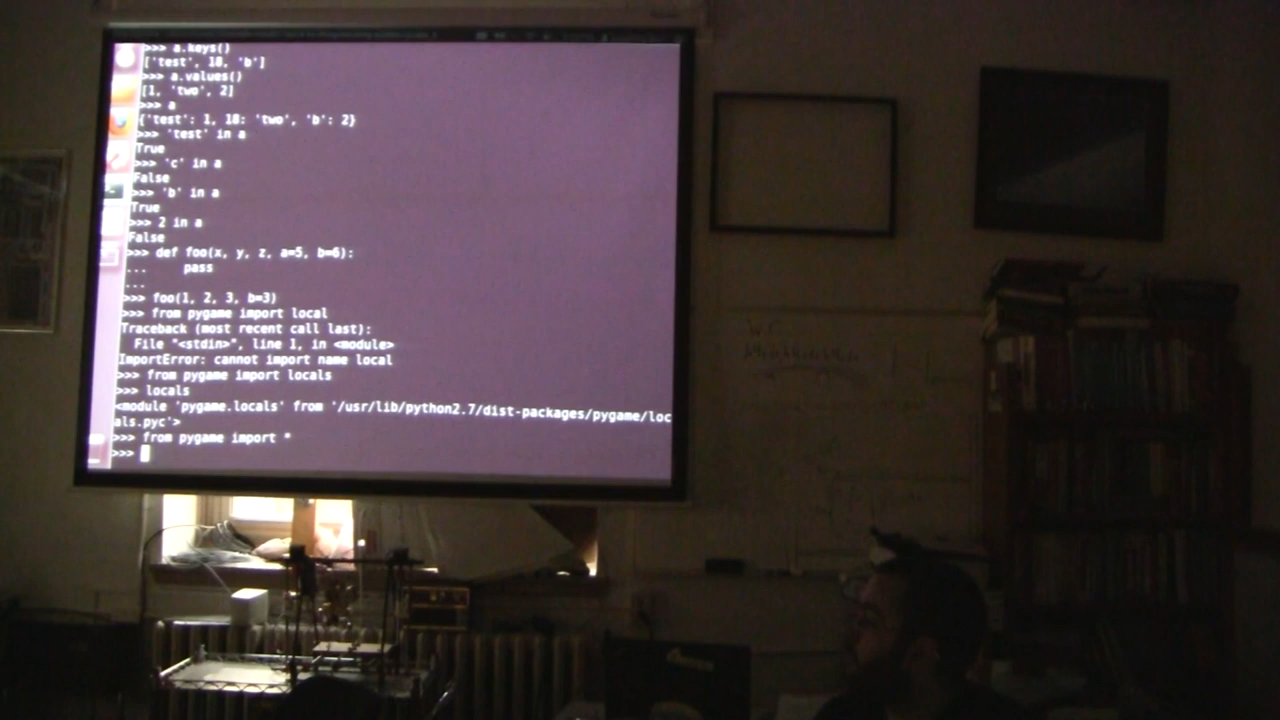 >>> a.keys()
['test', 18, 'b']
>>> a.values()
[1, 'two', 2]
>>> a
{'test': 1, 18: 'two', 'b': 2}
>>> 'test' in a
True
>>> 'c' in a
False
>>> 'b' in a
True
>>> 2 in a
False
>>> def foo(x, y, z, a=5, b=6):
...     pass
...
>>> foo(1, 2, 3, b=3)
>>> from pygame import local
Traceback (most recent call last):
  File "<stdin>", line 1, in <module>
ImportError: cannot import name local
>>> from pygame import locals
>>> locals
<module 'pygame.locals' from '/usr/lib/python2.7/dist-packages/pygame/loc
als.pyc'>
>>> from pygame import *
>>>